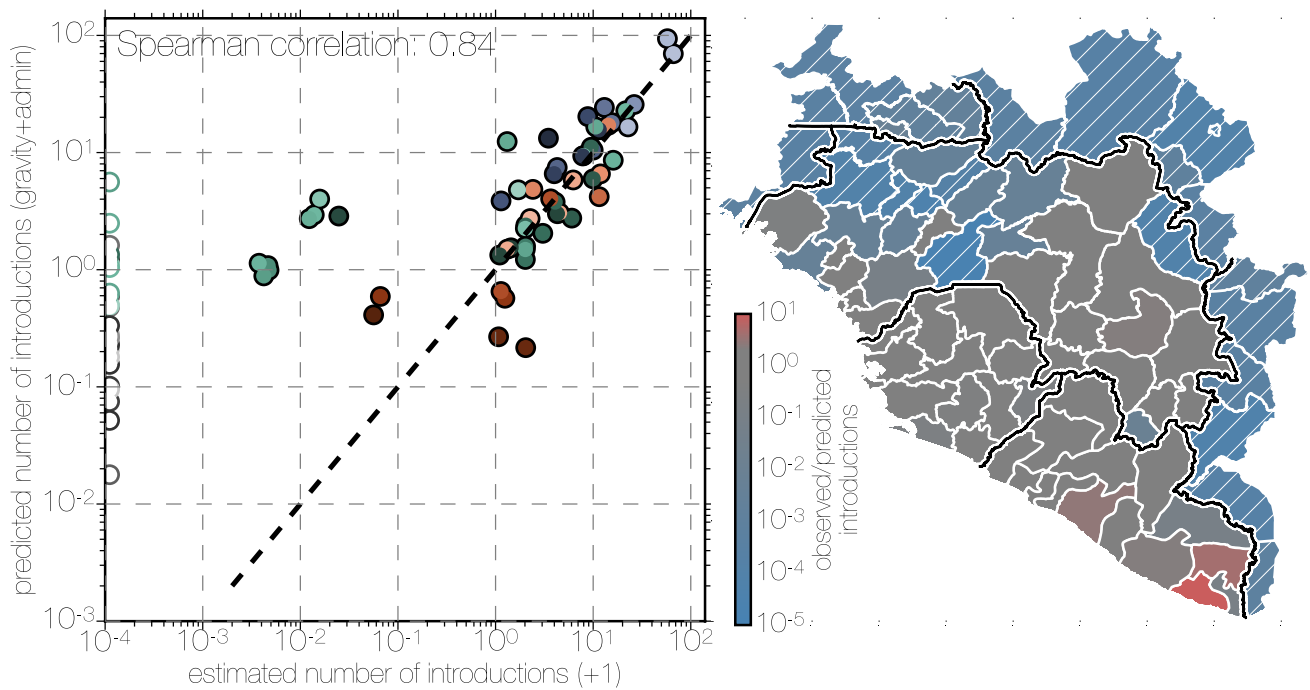 Spearman correlation: 0.84
predicted number of introductions (gravity+admin)
10^2
10^1
10^0
10^-1
10^-2
10^-3
10^-4 10^-3 10^-2 10^-1 10^0 10^1 10^2
estimated number of introductions (+1)
10^1
10^0
10^-1
10^-2
10^-3
10^-4
10^-5
observed/predicted
introductions